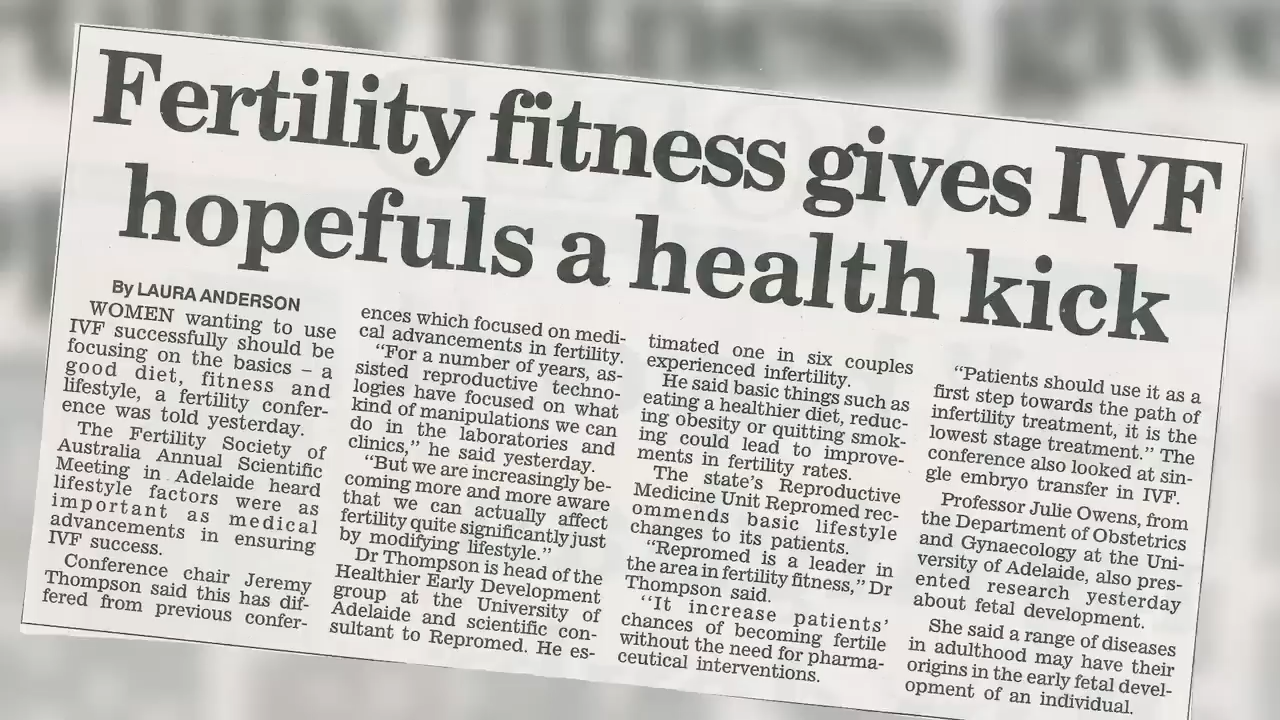 Fertility fitness gives IVF
hopefuls a health kick
By LAURA ANDERSON
WOMEN wanting to use
IVF successfully should be
focusing on the basics – a
good diet, fitness and
lifestyle, a fertility confer-
ence was told yesterday.
The Fertility Society of
Australia Annual Scientific
Meeting in Adelaide heard
lifestyle factors were as
important as medical
advancements in ensuring
IVF success.
Conference chair Jeremy
Thompson said this has dif-
fered from previous confer-
ences which focused on medi-
cal advancements in fertility.
"For a number of years, as-
sisted reproductive techno-
logies have focused on what
kind of manipulations we can
do in the laboratories and
clinics," he said yesterday.
"But we are increasingly be-
coming more and more aware
that we can actually affect
fertility quite significantly just
by modifying lifestyle."
Dr Thompson is head of the
Healthier Early Development
group at the University of
Adelaide and scientific con-
sultant to Repromed. He es-
timated one in six couples
experienced infertility.
He said basic things such as
eating a healthier diet, reduc-
ing obesity or quitting smok-
ing could lead to improve-
ments in fertility rates.
The state's Reproductive
Medicine Unit Repromed rec-
ommends basic lifestyle
changes to its patients.
"Repromed is a leader in
the area in fertility fitness," Dr
Thompson said.
"It increase patients'
chances of becoming fertile
without the need for pharma-
ceutical interventions.
"Patients should use it as a
first step towards the path of
infertility treatment, it is the
lowest stage treatment." The
conference also looked at sin-
gle embryo transfer in IVF.
Professor Julie Owens, from
the Department of Obstetrics
and Gynaecology at the Uni-
versity of Adelaide, also pres-
ented research yesterday
about fetal development.
She said a range of diseases
in adulthood may have their
origins in the early fetal devel-
opment of an individual.